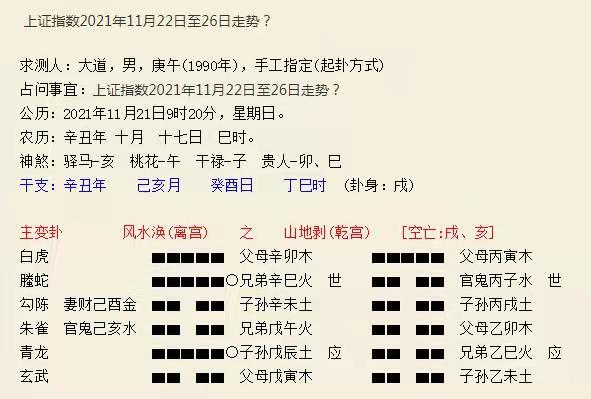 上证指数2021年11月22日至26日走势？
求测人：大道，男，庚午(1990年)，手工指定(起卦方式)
占问事宜：上证指数2021年11月22日至26日走势？
公历：2021年11月21日9时20分，星期日。
农历：辛丑年 十月 十七日 巳时。
神煞：驿马-亥 桃花-午 干禄-子 贵人-卯、巳
干支：辛丑年 己亥月 癸酉日 丁巳时 (卦身：戌)
主变卦 风水涣(离宫) 之 山地剥(乾宫) [空亡:戌、亥]
白虎 父母辛卯木 父母丙寅木
螣蛇 ○兄弟辛巳火 世 官鬼丙子水 世
勾陈 妻财己酉金 子孙辛未土 子孙丙戌土
朱雀 官鬼己亥水 兄弟戊午火 父母乙卯木
青龙 ○子孙戊辰土 应 兄弟乙巳火 应
玄武 父母戊寅木 子孙乙未土